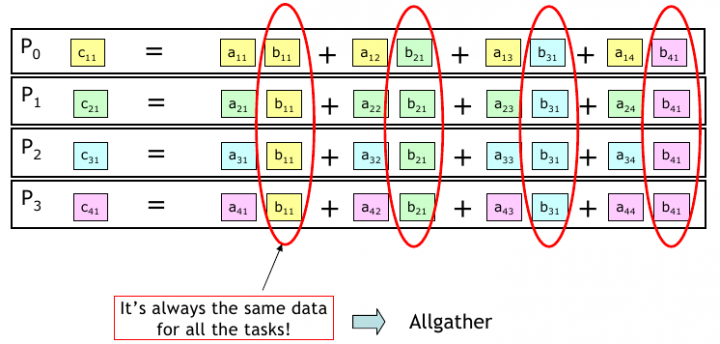 P₀ c₁₁ = a₁₁ b₁₁ + a₁₂ b₂₁ + a₁₃ b₃₁ + a₁₄ b₄₁
P₁ c₂₁ = a₂₁ b₁₁ + a₂₂ b₂₁ + a₂₃ b₃₁ + a₂₄ b₄₁
P₂ c₃₁ = a₃₁ b₁₁ + a₃₂ b₂₁ + a₃₃ b₃₁ + a₃₄ b₄₁
P₃ c₄₁ = a₄₁ b₁₁ + a₄₂ b₂₁ + a₄₃ b₃₁ + a₄₄ b₄₁
It's always the same data
for all the tasks!
Allgather